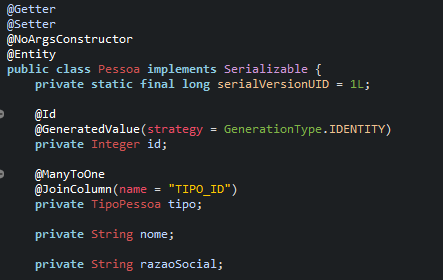 @Getter
@Setter
@NoArgsConstructor
@Entity
public class Pessoa implements Serializable {
private static final long serialVersionUID = 1L;
@Id
@GeneratedValue(strategy = GenerationType.IDENTITY)
private Integer id;
@ManyToOne
@JoinColumn(name = "TIPO_ID")
private TipoPessoa tipo;
private String nome;
private String razaoSocial;